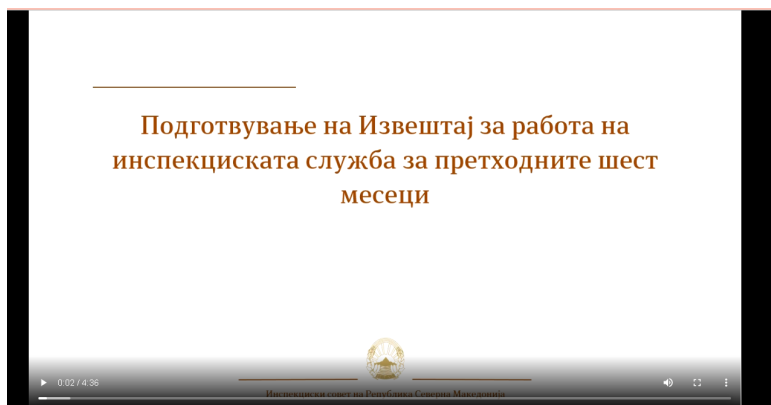 Подготвување на Извештај за работа на
инспекциската служба за претходните шест
месеци
0:02 / 4:36
Инспекциски совет на Република Северна Македонија